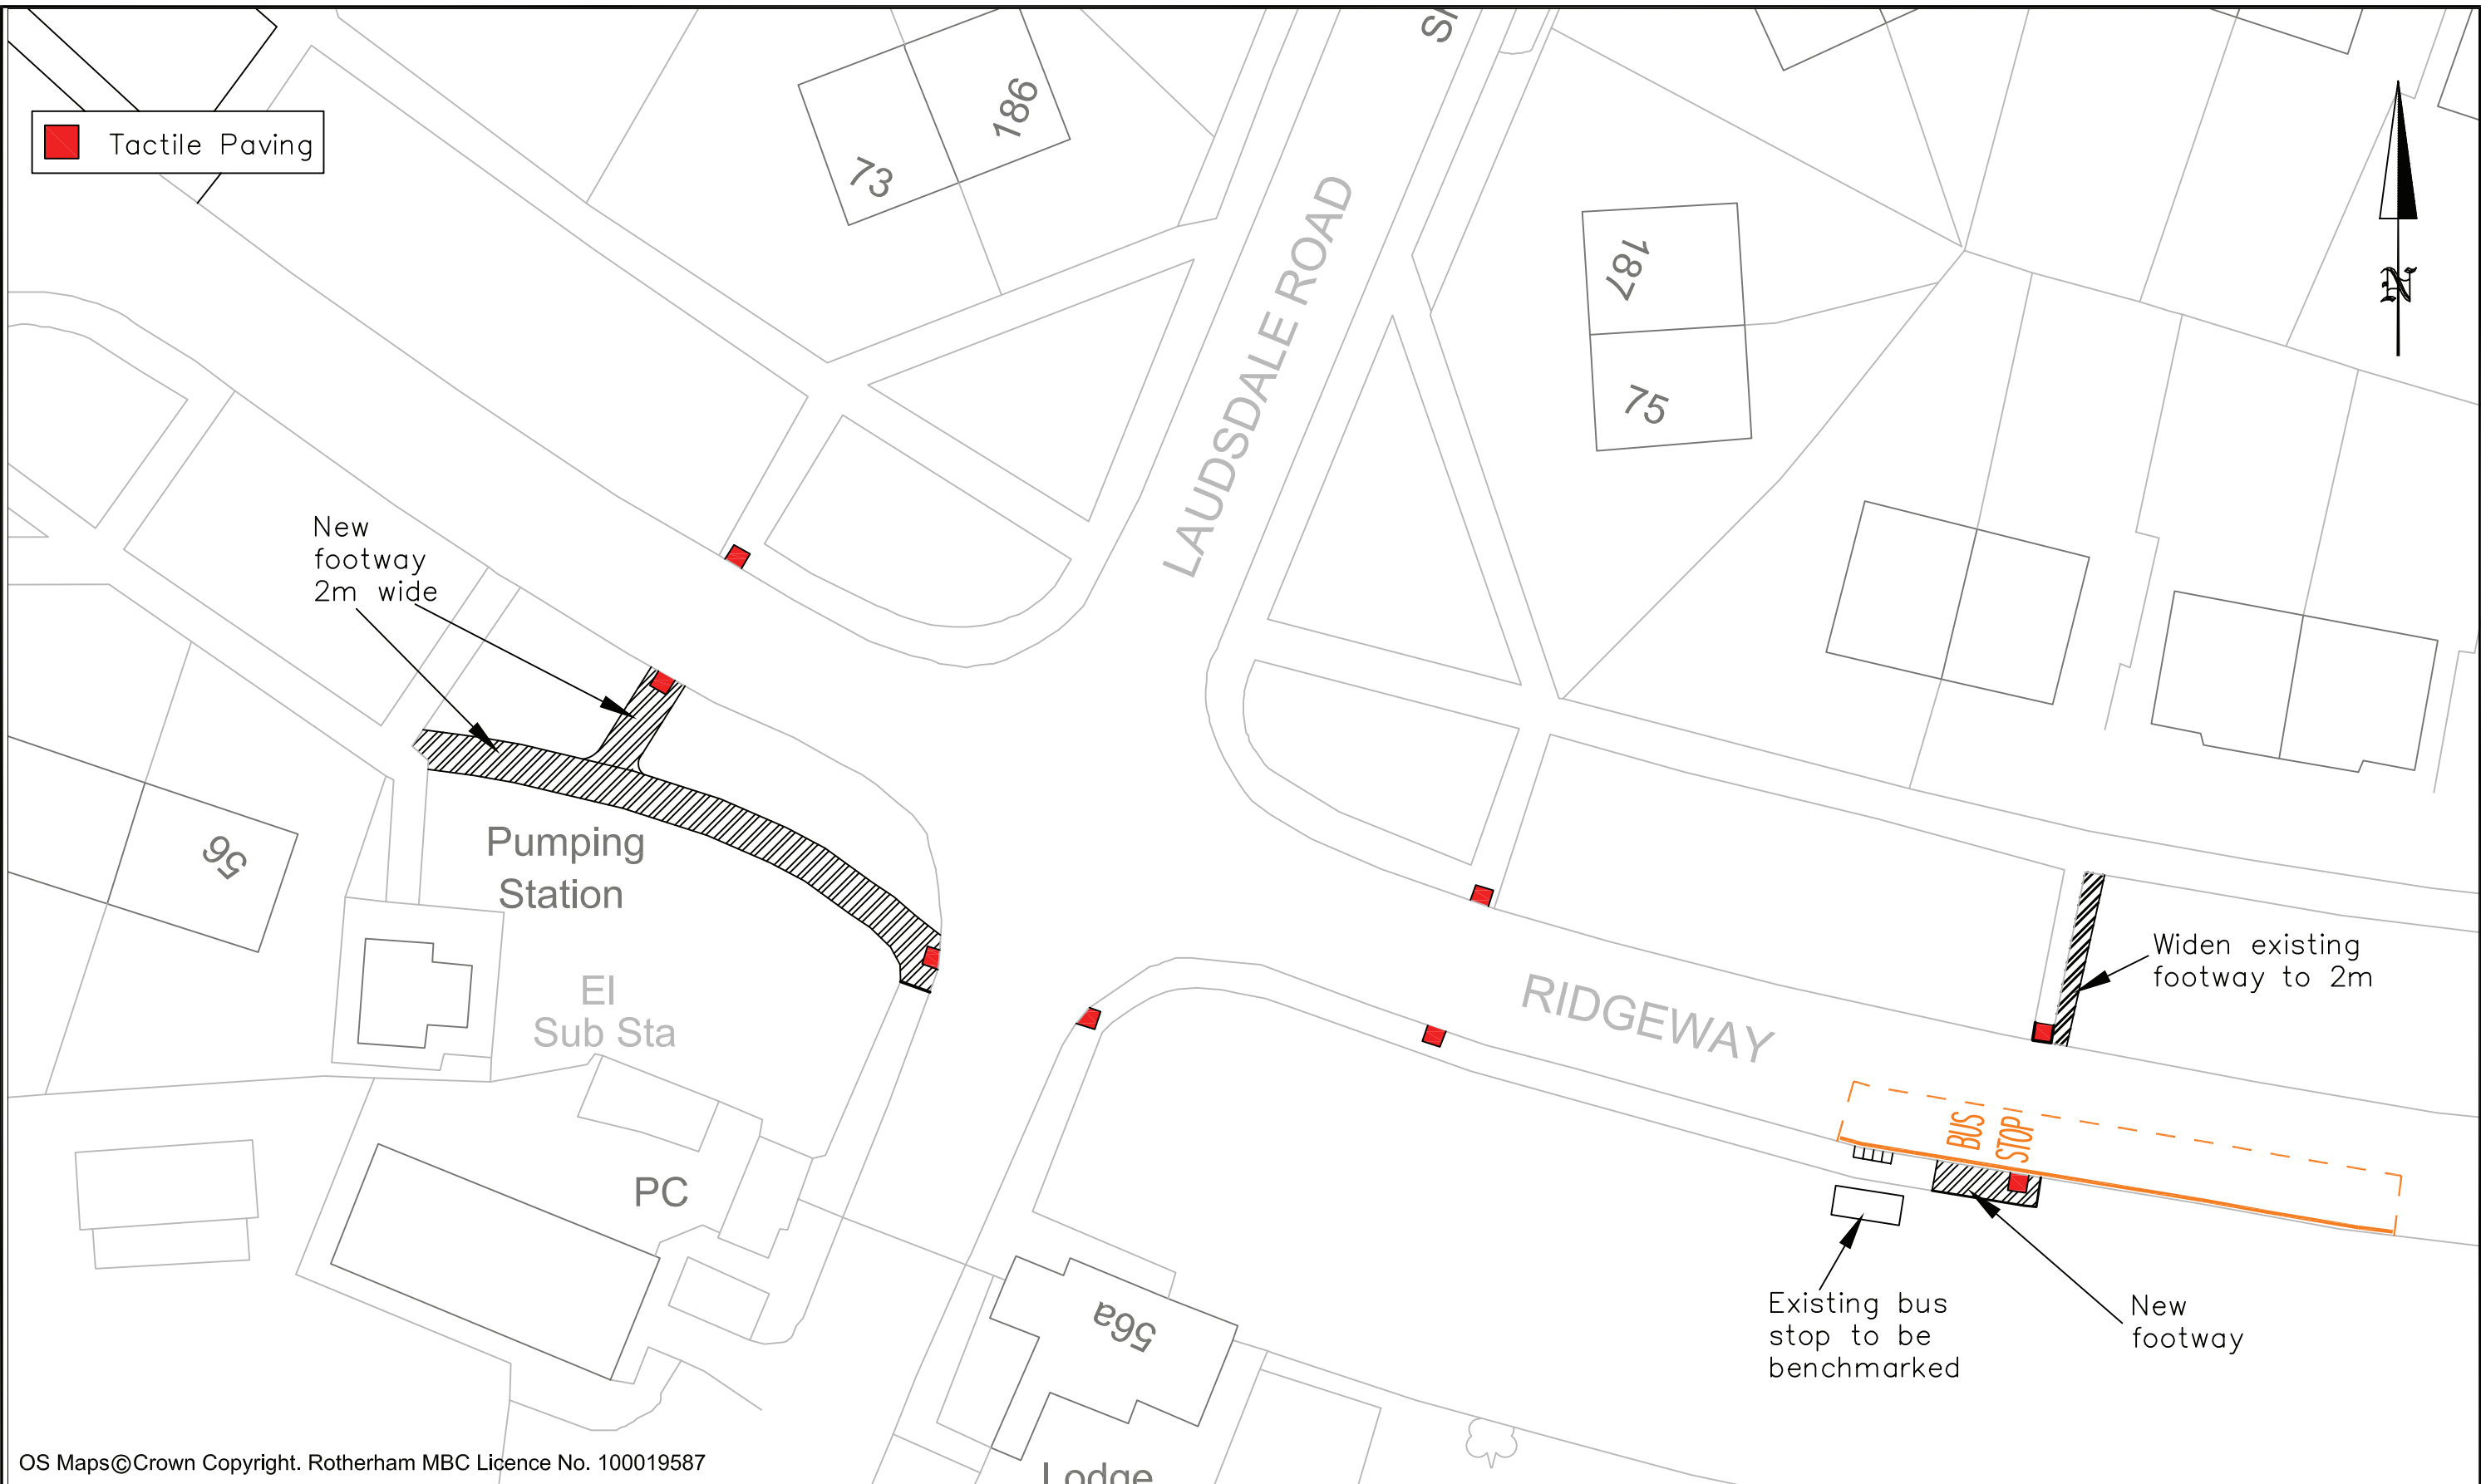 Tactile Paving
186
73
LAUDSDALE ROAD
187
75
N
New
footway
2m wide
56
Pumping
Station
El
Sub Sta
PC
RIDGEWAY
Widen existing
footway to 2m
BUS
STOP
Existing bus
stop to be
benchmarked
New
footway
56a
Lodge
OS Maps©Crown Copyright. Rotherham MBC Licence No. 100019587